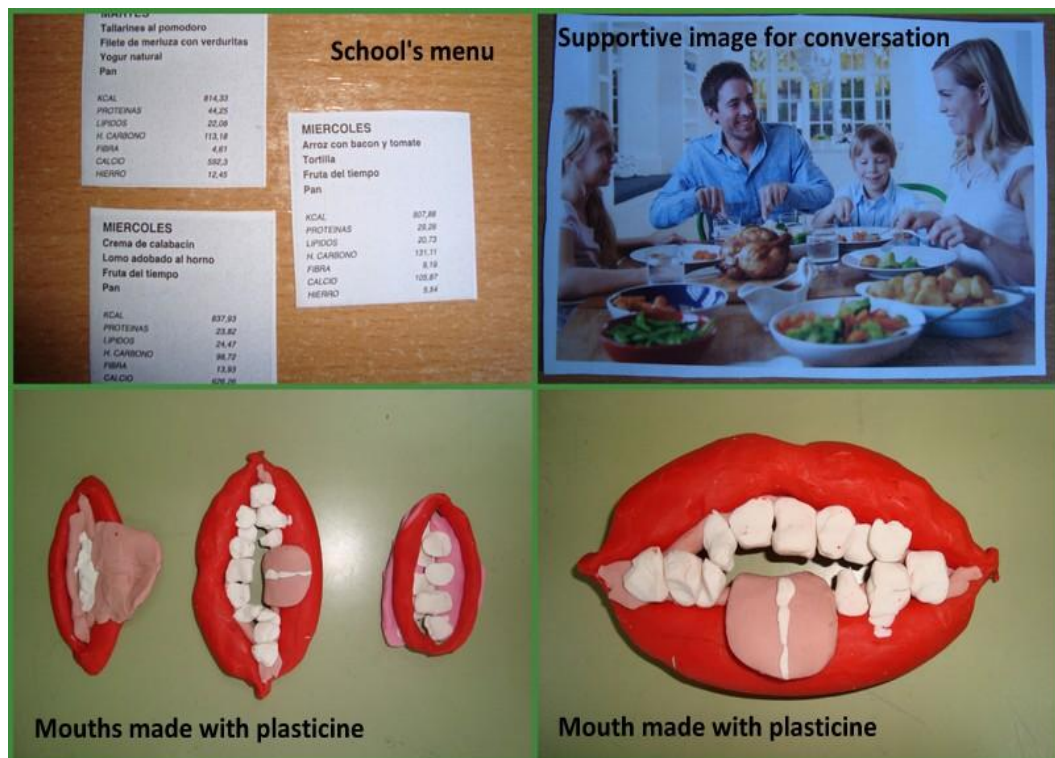 School's menu
MARTES
Tallarines al pomodoro
Filete de merluza con verduritas
Yogur natural
Pan
KCAL 814,33
PROTEINAS 44,25
LIPIDOS 22,08
H. CARBONO 113,18
FIBRA 4,61
CALCIO 592,3
HIERRO 12,45
MIERCOLES
Arroz con bacon y tomate
Tortilla
Fruta del tiempo
Pan
KCAL 807,88
PROTEINAS
LIPIDOS 20,73
H. CARBONO 131,11
FIBRA 9,19
CALCIO 105,87
HIERRO 5,54
MIERCOLES
Crema de calabacín
Lomo adobado al horno
Fruta del tiempo
Pan
KCAL 837,93
PROTEINAS 23,82
LIPIDOS 24,47
H. CARBONO 98,72
FIBRA 13,93
CALCIO
Supportive image for conversation
Mouths made with plasticine
Mouth made with plasticine